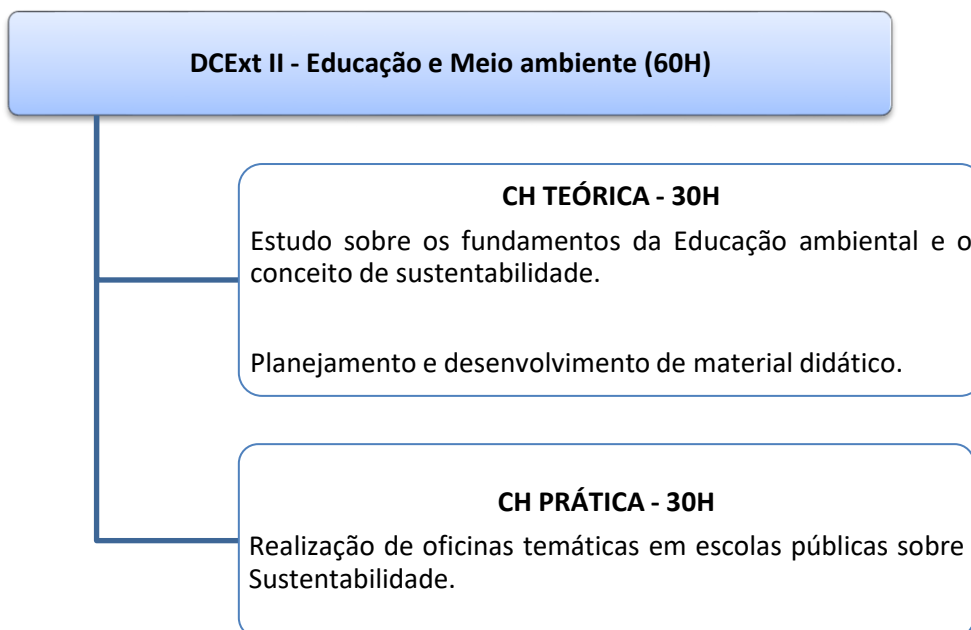 DCExt II - Educação e Meio ambiente (60H)
CH TEÓRICA - 30H
Estudo sobre os fundamentos da Educação ambiental e o
conceito de sustentabilidade.
Planejamento e desenvolvimento de material didático.
CH PRÁTICA - 30H
Realização de oficinas temáticas em escolas públicas sobre
Sustentabilidade.